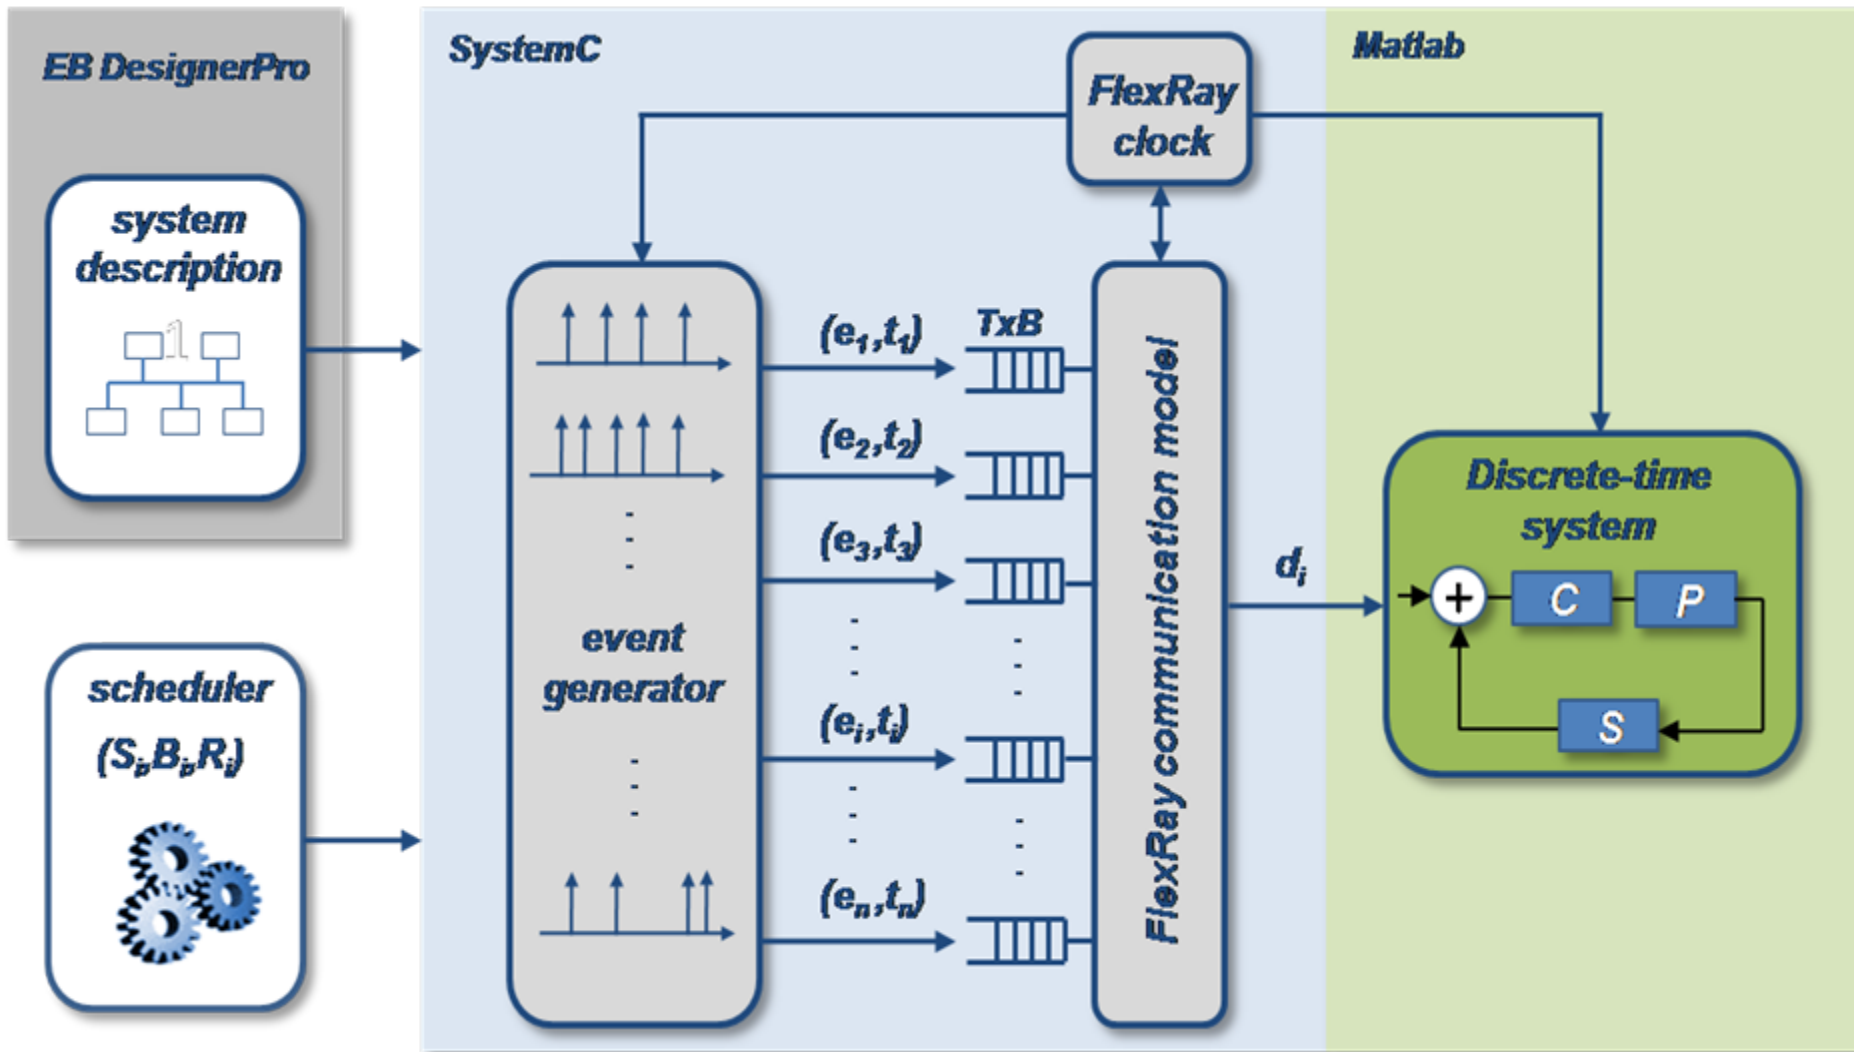 EB DesignerPro
system
description
1
scheduler
(Si,Bi,Ri)
SystemC
FlexRay
clock
event
generator
(e1,t1)
(e2,t2)
(e3,t3)
(ei,ti)
(en,tn)
TxB
FlexRay communication model
di
Matlab
Discrete-time
system
+
C
P
S